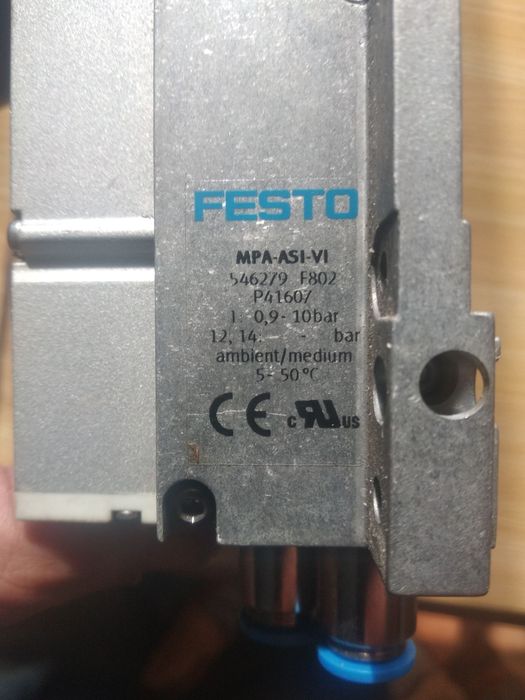 FESTO
MPA-ASI-VI
546279 F802
P41607
1: 0,9- 10bar
12, 14: - bar
ambient/medium
5- 50°C
CE c RU US